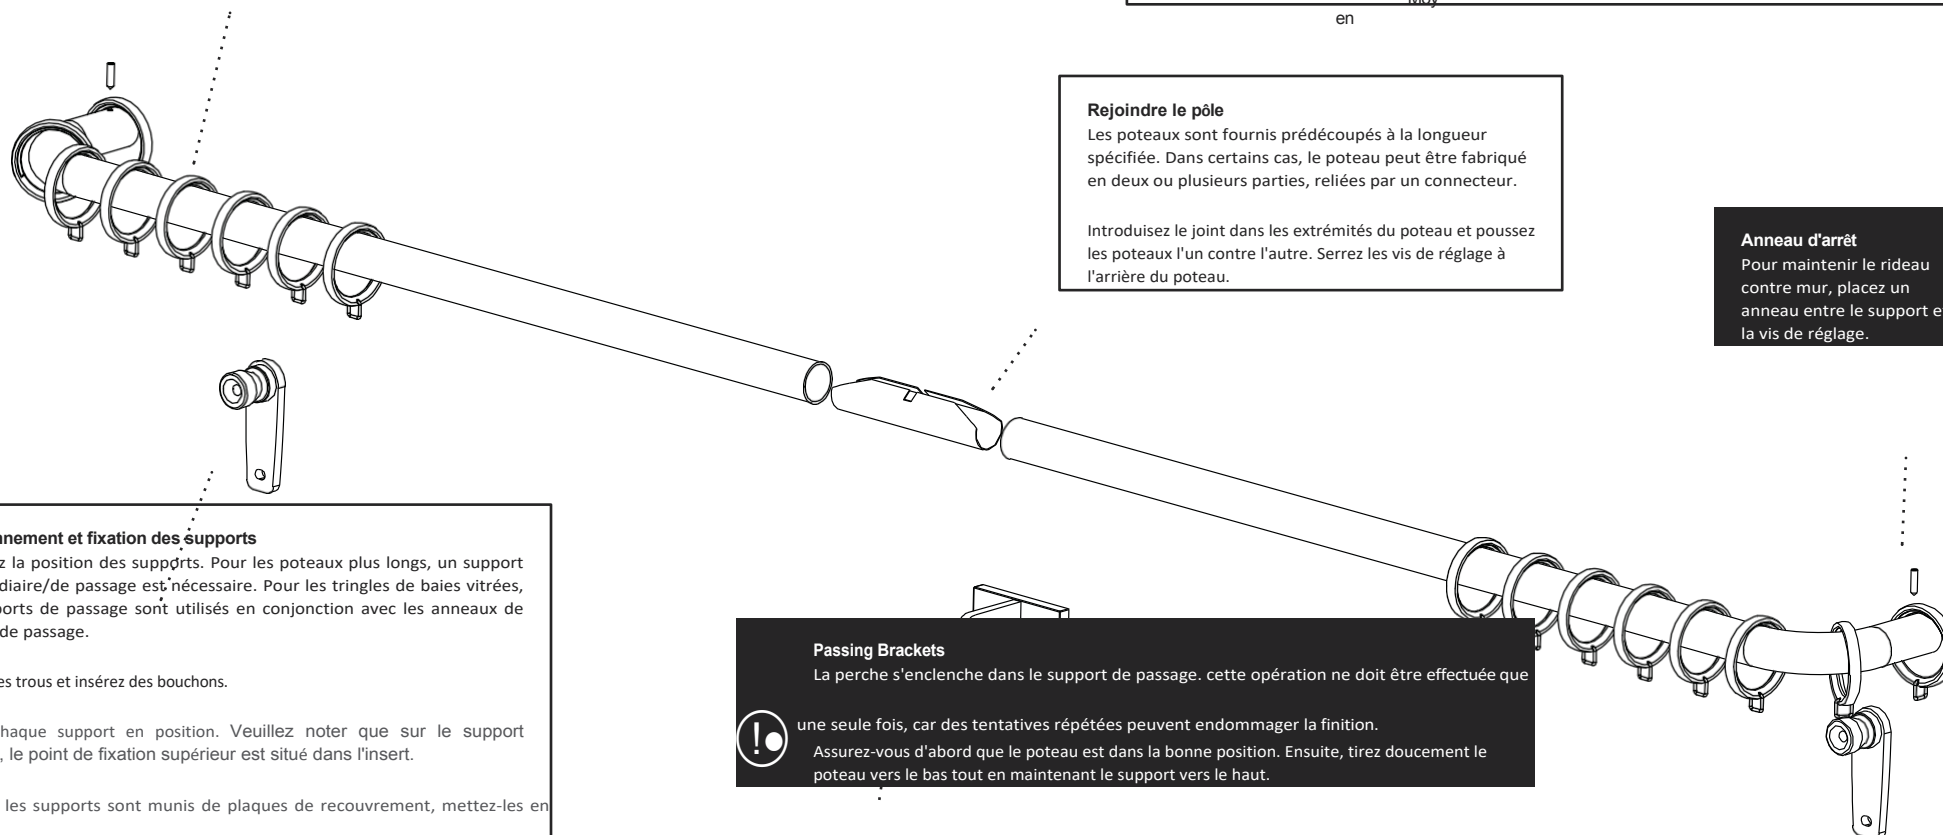 en
Rejoindre le pôle
Les poteaux sont fournis prédécoupés à la longueur
spécifiée. Dans certains cas, le poteau peut être fabriqué
en deux ou plusieurs parties, reliées par un connecteur.
Introduisez le joint dans les extrémités du poteau et poussez
les poteaux l'un contre l'autre. Serrez les vis de réglage à
l'arrière du poteau.
Anneau d'arrêt
Pour maintenir le rideau
contre mur, placez un
anneau entre le support e
la vis de réglage.
nnement et fixation des supports
z la position des supports. Pour les poteaux plus longs, un support
diaire/de passage est nécessaire. Pour les tringles de baies vitrées,
ports de passage sont utilisés en conjonction avec les anneaux de
de passage.
es trous et insérez des bouchons.
haque support en position. Veuillez noter que sur le support
, le point de fixation supérieur est situé dans l'insert.
les supports sont munis de plaques de recouvrement, mettez-les en
Passing Brackets
La perche s'enclenche dans le support de passage. cette opération ne doit être effectuée que
une seule fois, car des tentatives répétées peuvent endommager la finition.
Assurez-vous d'abord que le poteau est dans la bonne position. Ensuite, tirez doucement le
poteau vers le bas tout en maintenant le support vers le haut.